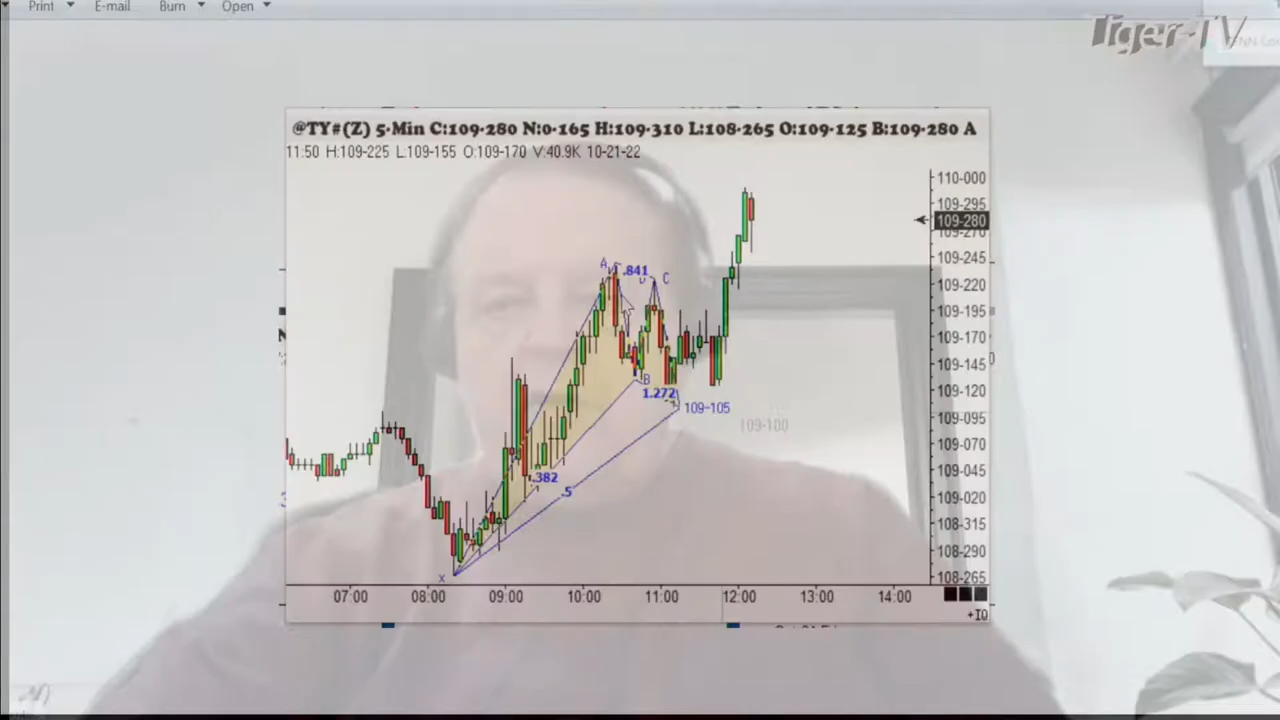 Print E-mail Burn Open
Tiger-TV
@TY#(Z) 5-Min C:109-280 N:0-165 H:109-310 L:108-265 O:109-125 B:109-280 A
11:50 H:109-225 L:109-155 O:109-170 V:40.9K 10-21-22
110-000
109-295
109-280
109-270
109-245
109-220
109-195
109-170
109-145
109-120
109-095
109-070
109-045
109-020
108-315
108-290
108-265
A .841 C
B
1.272
109-105
109-100
.382
.5
X
07:00 08:00 09:00 10:00 11:00 12:00 13:00 14:00
+IQ